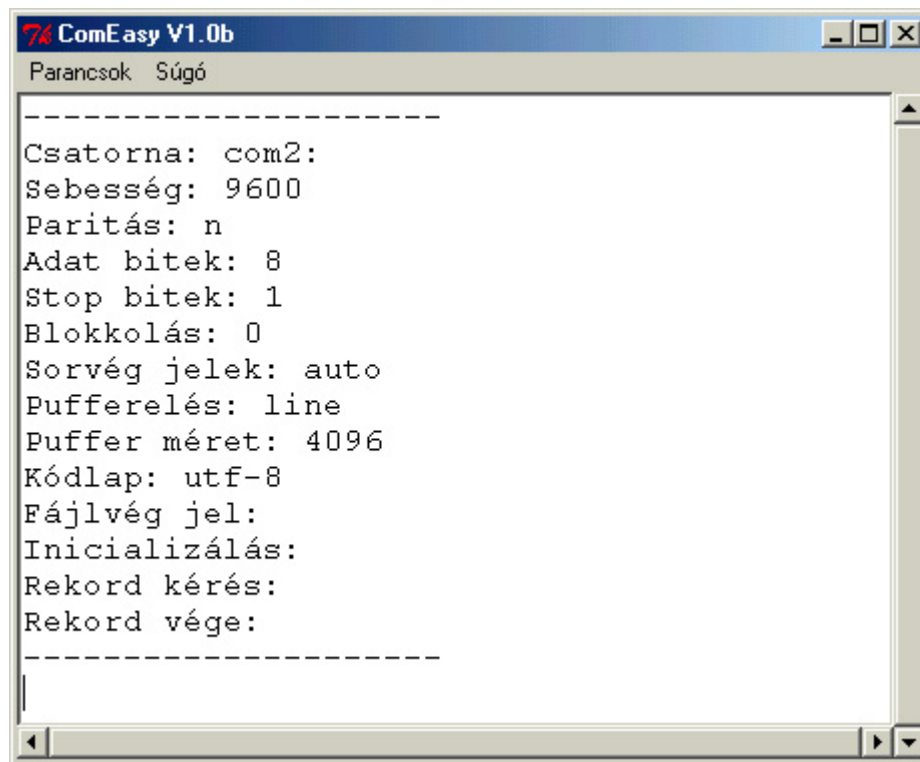 ComEasy V1.0b
Parancsok Súgó
---------------------
Csatorna: com2:
Sebesség: 9600
Paritás: n
Adat bitek: 8
Stop bitek: 1
Blokkolás: 0
Sorvég jelek: auto
Pufferelés: line
Puffer méret: 4096
Kódlap: utf-8
Fájlvég jel:
Inicializálás:
Rekord kérés:
Rekord vége:
---------------------